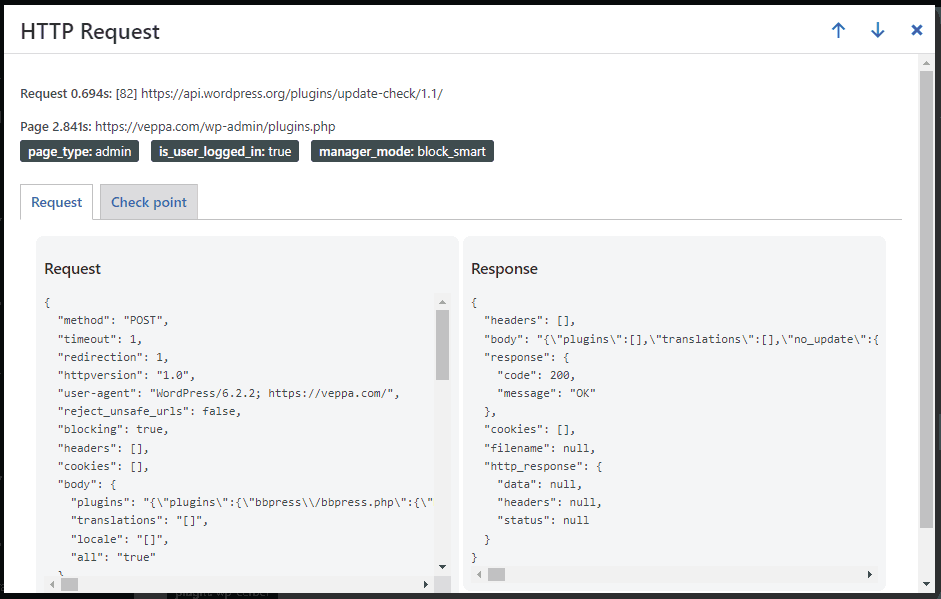 HTTP Request
Request 0.694s: [82] https://api.wordpress.org/plugins/update-check/1.1/
Page 2.841s: https://veppa.com/wp-admin/plugins.php
page_type: admin is_user_logged_in: true manager_mode: block_smart
Request Check point
Request
{
"method": "POST",
"timeout": 1,
"redirection": 1,
"httpversion": "1.0",
"user-agent": "WordPress/6.2.2; https://veppa.com/",
"reject_unsafe_urls": false,
"blocking": true,
"headers": [],
"cookies": [],
"body": {
"plugins": "{\"plugins\":{\"bbpress\\/bbpress.php\":{\"
"translations": "[]",
"locale": "[]",
"all": "true"
Response
{
"headers": [],
"body": "{\"plugins\":[],\"translations\":[],\"no_update\":{
"response": {
"code": 200,
"message": "OK"
},
"cookies": [],
"filename": null,
"http_response": {
"data": null,
"headers": null,
"status": null
}
}